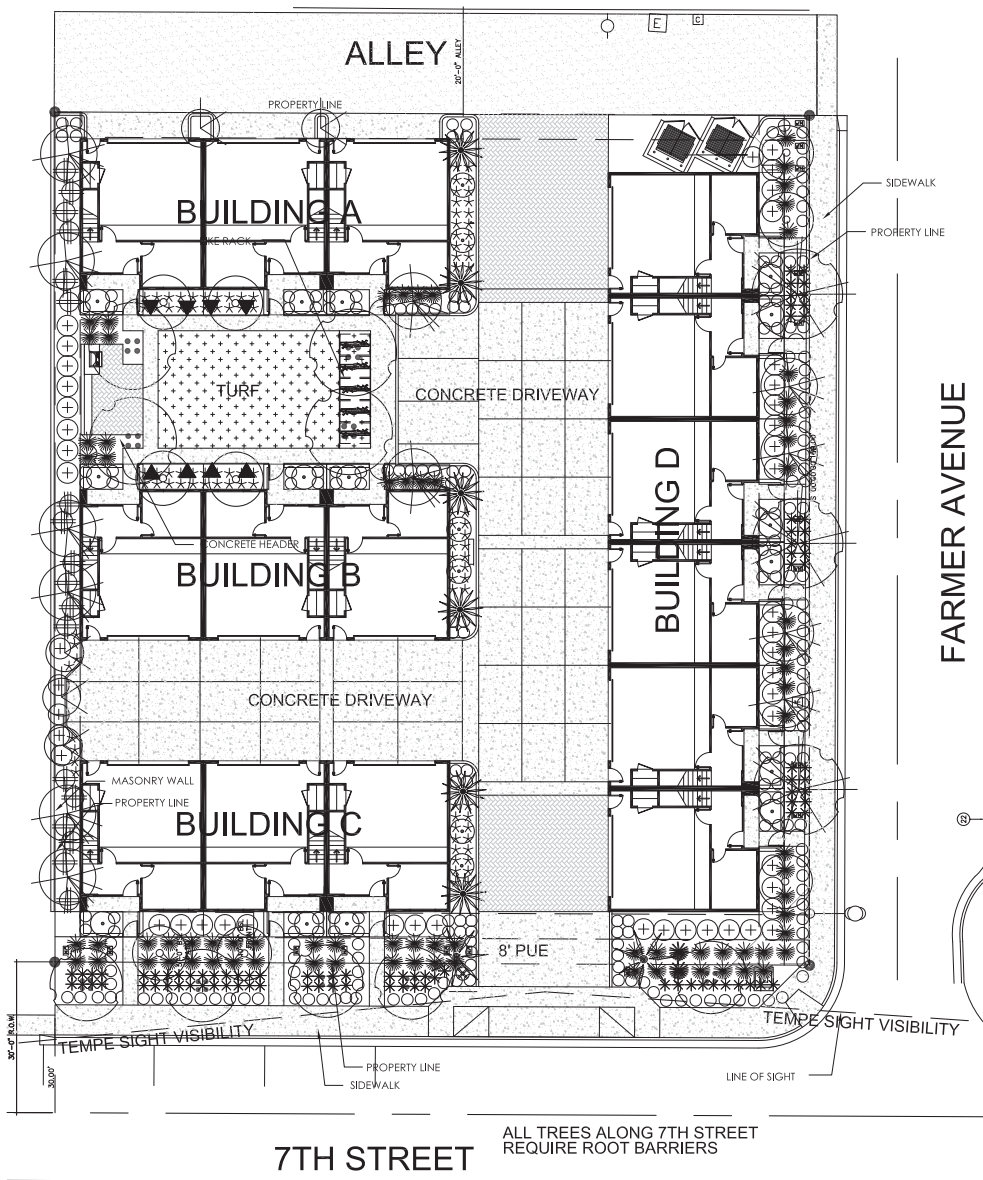 E
C
ALLEY
20'-0" ALLEY
PROPERTY LINE
SIDEWALK
BUILDING A
PROPERTY LINE
KE RACK
TURF
CONCRETE DRIVEWAY
FARMER AVENUE
BUILDING D
CONCRETE HEADER
BUILDING B
CONCRETE DRIVEWAY
MASONRY WALL
PROPERTY LINE
BUILDING C
22
8' PUE
TEMPE SIGHT VISIBILITY
TEMPE SIGHT VISIBILITY
30'-0" R.O.W
30.00'
PROPERTY LINE
SIDEWALK
LINE OF SIGHT
ALL TREES ALONG 7TH STREET
REQUIRE ROOT BARRIERS
7TH STREET